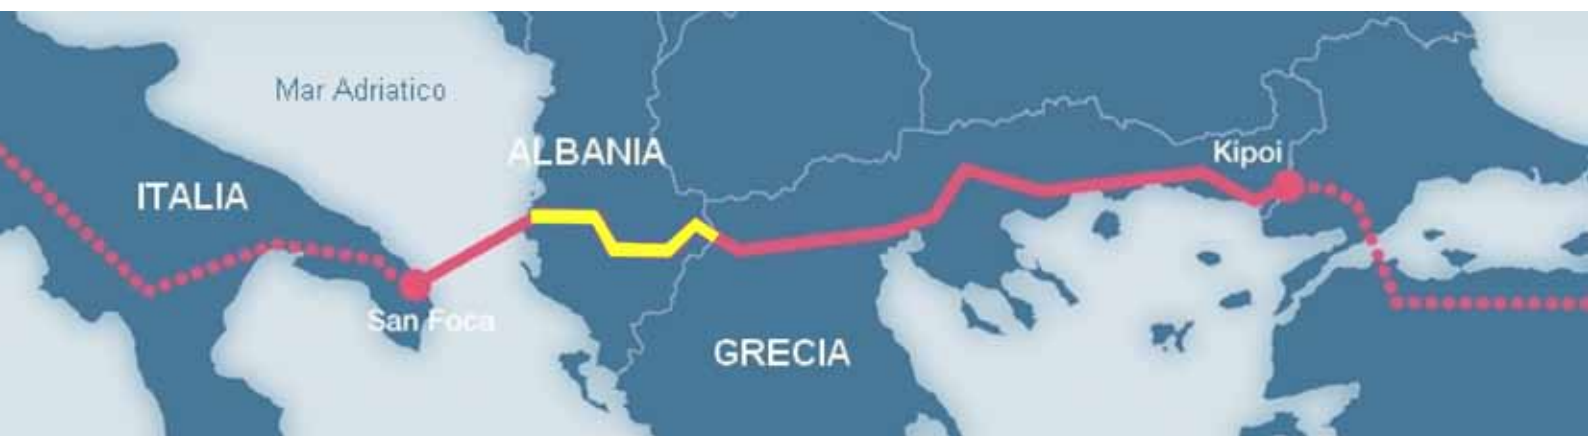 Mar Adriatico
ALBANIA
Kipoi
ITALIA
San Foca
GRECIA